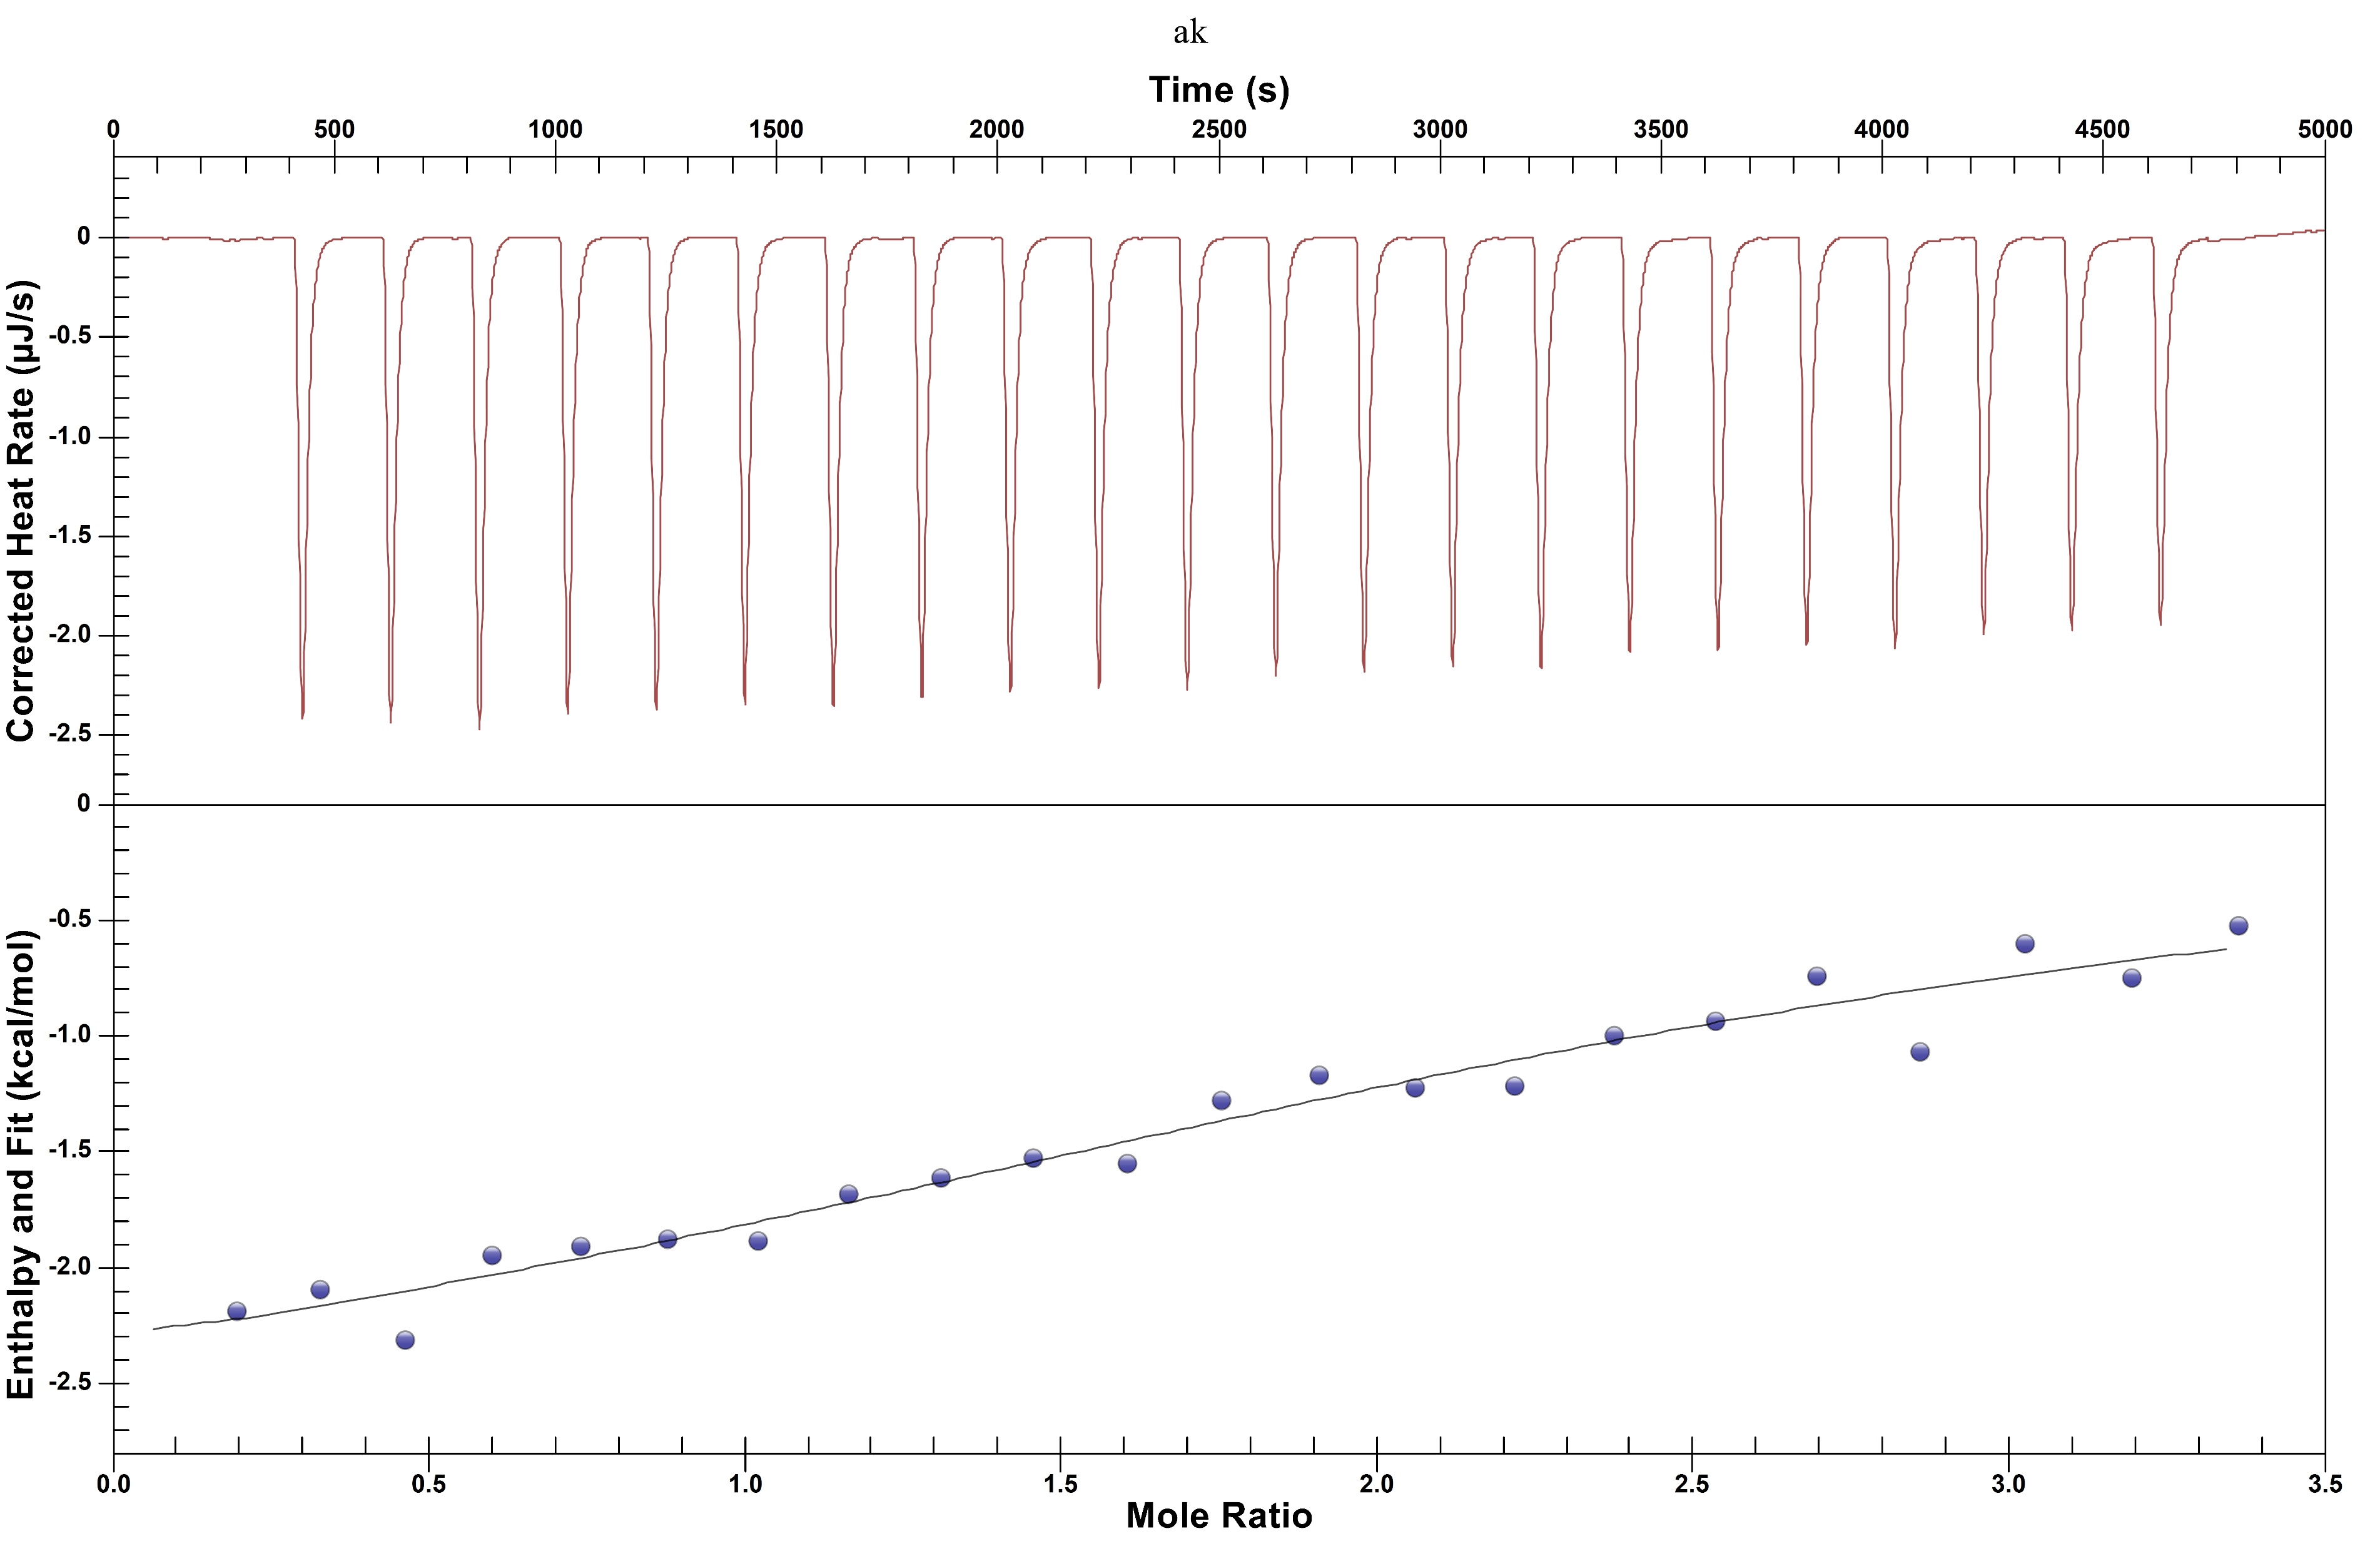 ak
Time (s)
0 500 1000 1500 2000 2500 3000 3500 4000 4500 5000
Corrected Heat Rate (µJ/s)
0
-0.5
-1.0
-1.5
-2.0
-2.5
Enthalpy and Fit (kcal/mol)
0
-0.5
-1.0
-1.5
-2.0
-2.5
0.0 0.5 1.0 1.5 2.0 2.5 3.0 3.5
Mole Ratio